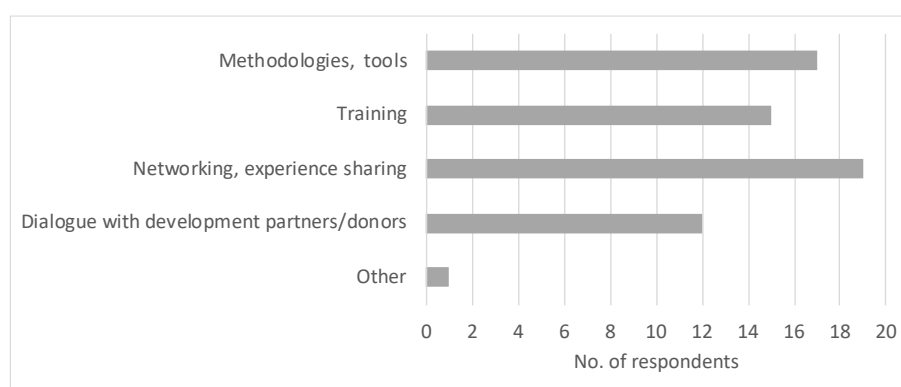 Methodologies, tools
Training
Networking, experience sharing
Dialogue with development partners/donors
Other
0 2 4 6 8 10 12 14 16 18 20
No. of respondents